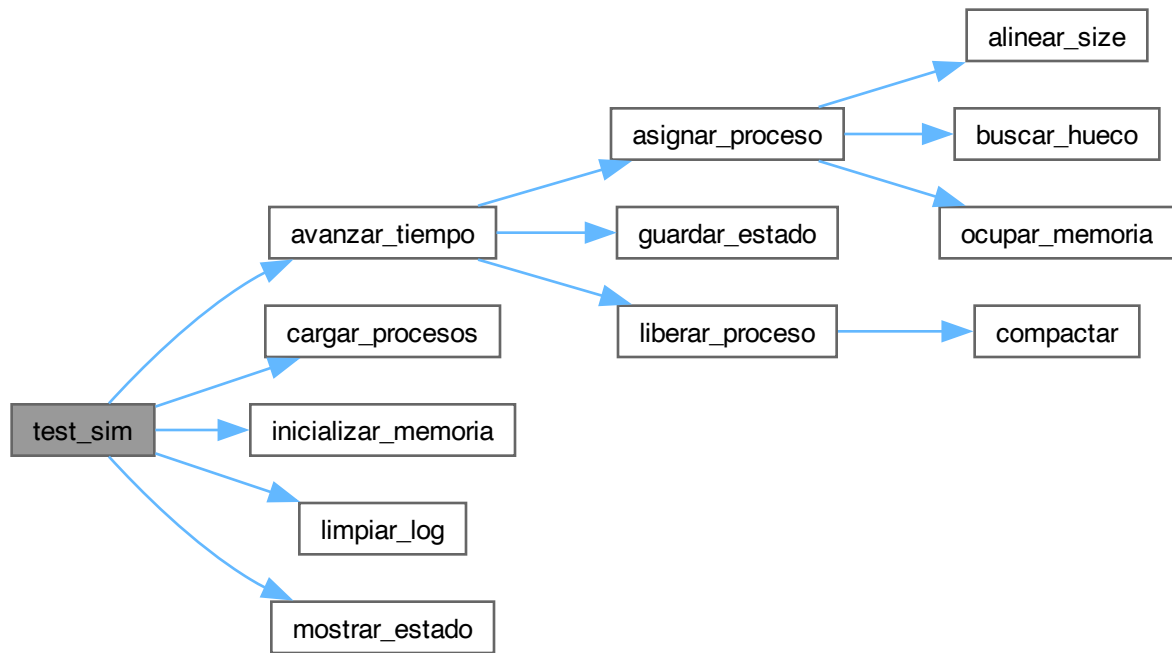 alinear_size
asignar_proceso
buscar_hueco
avanzar_tiempo
guardar_estado
ocupar_memoria
cargar_procesos
liberar_proceso
compactar
test_sim
inicializar_memoria
limpiar_log
mostrar_estado